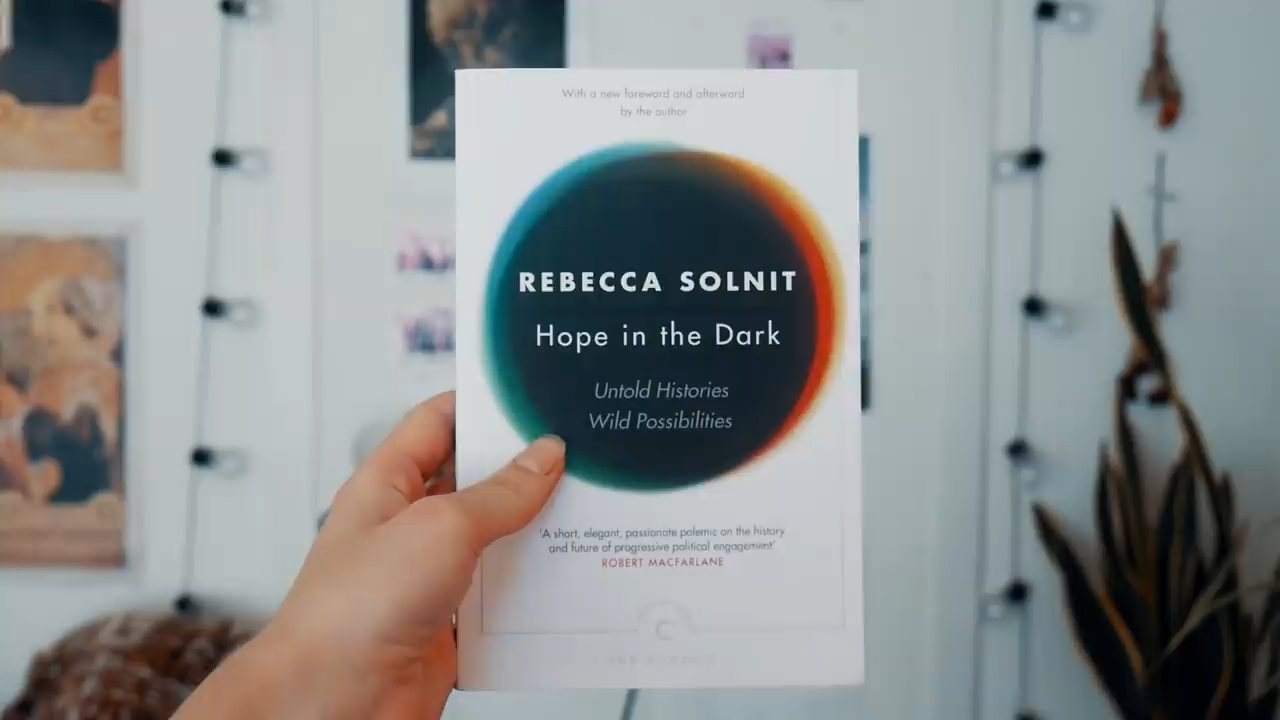 With a new foreword and afterward
by the author
REBECCA SOLNIT
Hope in the Dark
Untold Histories
Wild Possibilities
'A short, elegant, passionate polemic on the history
and future of progressive political engagement'
ROBERT MACFARLANE